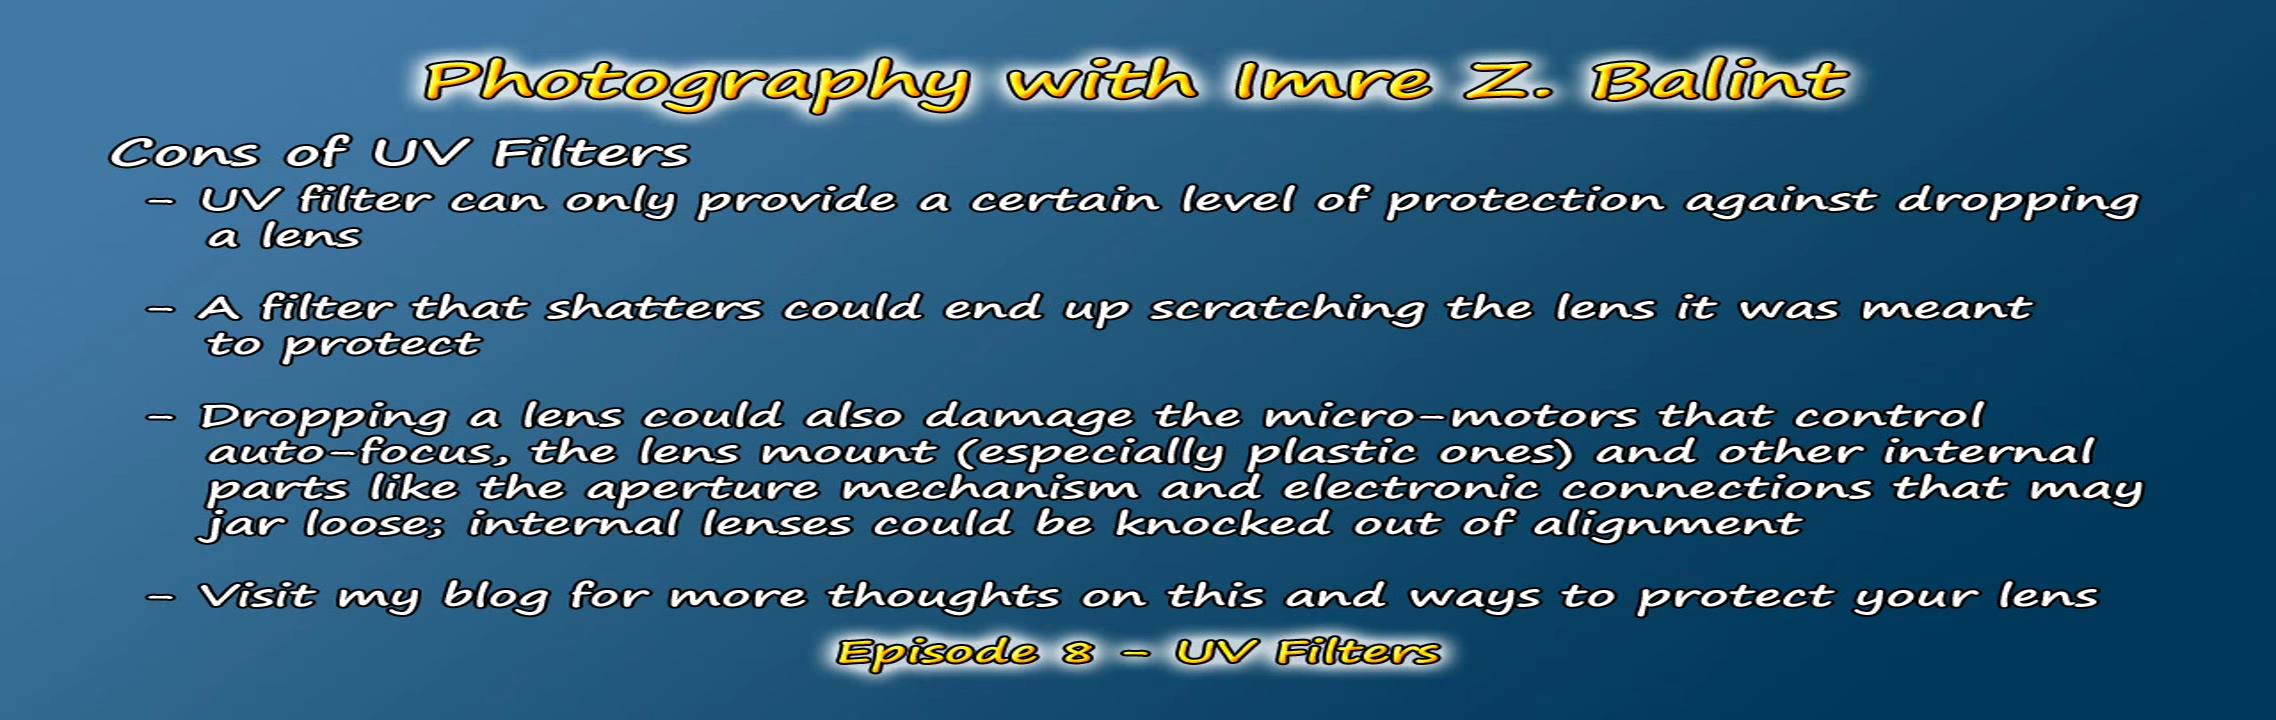 Photography with Imre Z. Balint
Cons of UV Filters
- UV filter can only provide a certain level of protection against dropping
a lens
- A filter that shatters could end up scratching the lens it was meant
to protect
- Dropping a lens could also damage the micro-motors that control
auto-focus, the lens mount (especially plastic ones) and other internal
parts like the aperture mechanism and electronic connections that may
jar loose; internal lenses could be knocked out of alignment
- Visit my blog for more thoughts on this and ways to protect your lens
Episode 8 - UV Filters